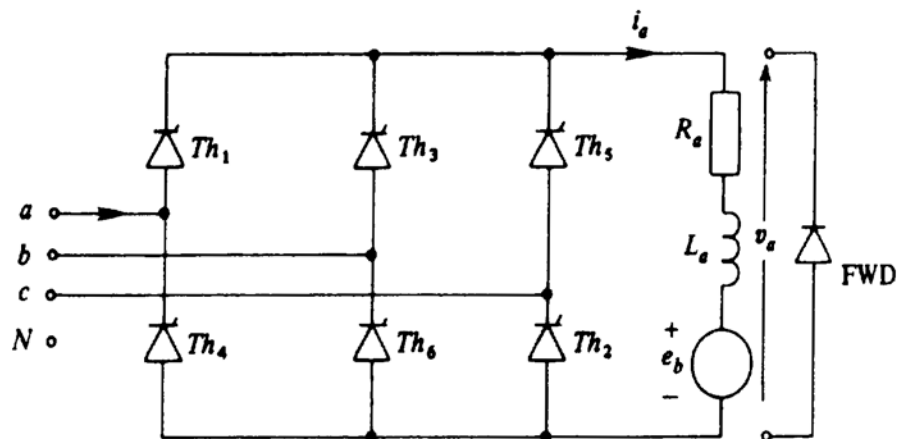 i_a
Th_1
Th_3
Th_5
R_a
a
b
L_a
v_a
FWD
c
N
Th_4
Th_6
Th_2
+
e_b
−